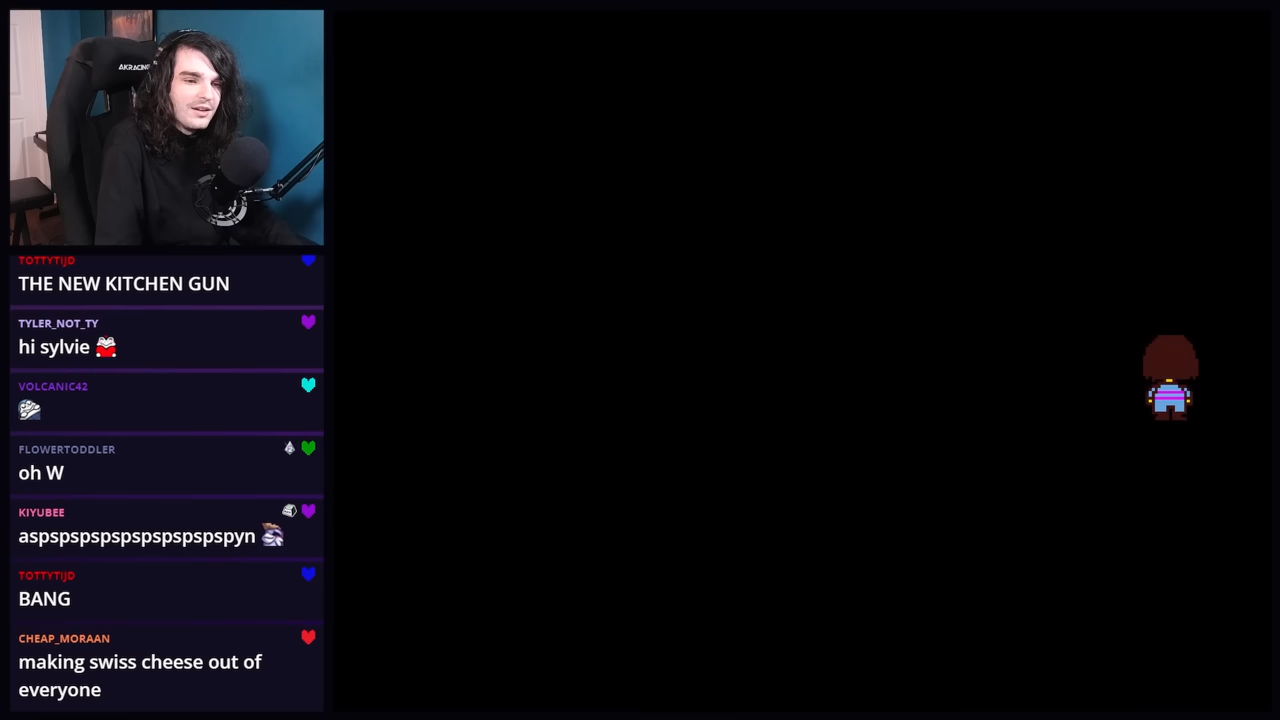 AKRACING
TOTTYTIJD
THE NEW KITCHEN GUN
TYLER_NOT_TY
hi sylvie
VOLCANIC42
FLOWERTODDLER
oh W
KIYUBEE
aspspspspspspspspspspyn
TOTTYTIJD
BANG
CHEAP_MORAAN
making swiss cheese out of
everyone